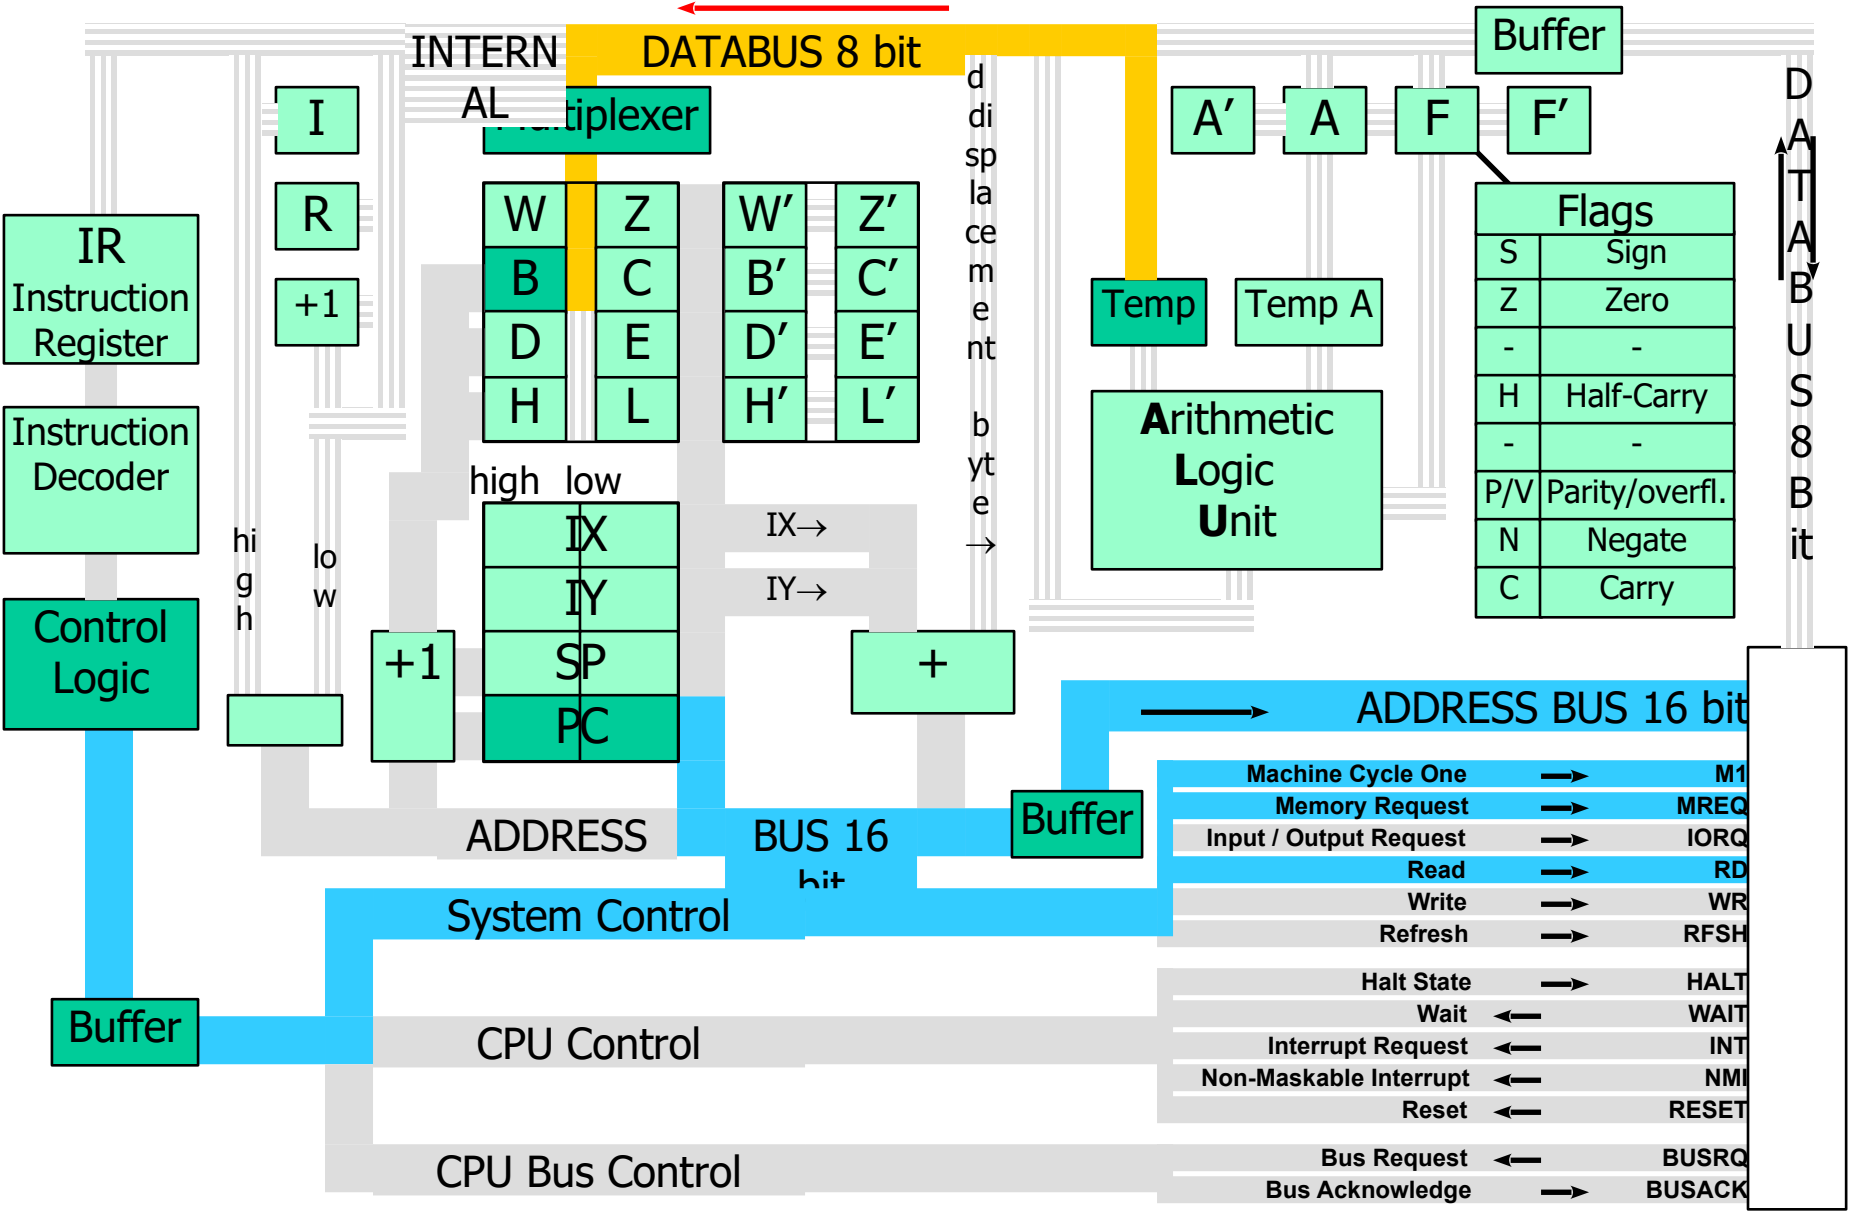 INTERN
AL
DATABUS 8 bit
Buffer
Multiplexer
I
R
+1
IR
Instruction
Register
Instruction
Decoder
Control
Logic
hi
g
h
lo
w
W
Z
B
C
D
E
H
L
W′
Z′
B′
C′
D′
E′
H′
L′
high low
IX
IY
SP
PC
+1
IX→
IY→
+
d
di
sp
la
ce
m
e
nt
b
yt
e
→
A′
A
F
F′
Temp
Temp A
Arithmetic
Logic
Unit
Flags
S Sign
Z Zero
- -
H Half-Carry
- -
P/V Parity/overfl.
N Negate
C Carry
D
A
T
A
B
U
S
8
B
it
ADDRESS BUS 16 bit
ADDRESS
BUS 16
bit
Buffer
System Control
Buffer
CPU Control
CPU Bus Control
Machine Cycle One → M1
Memory Request → MREQ
Input / Output Request → IORQ
Read → RD
Write → WR
Refresh → RFSH
Halt State → HALT
Wait ← WAIT
Interrupt Request ← INT
Non-Maskable Interrupt ← NMI
Reset ← RESET
Bus Request ← BUSRQ
Bus Acknowledge → BUSACK